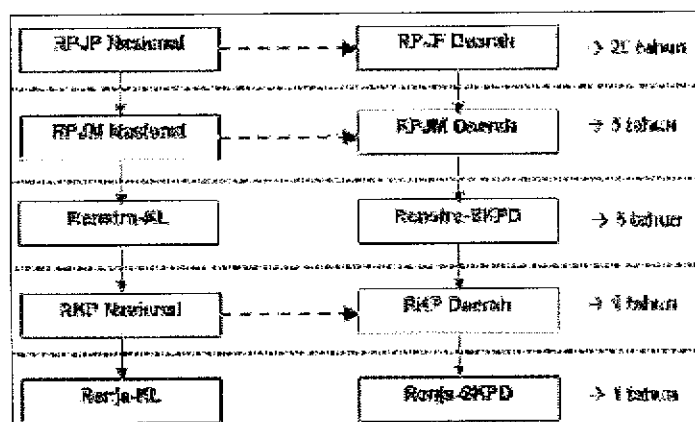 RPJP Nasional
RPJP Daerah
→ 20 tahun
RPJM Nasional
RPJM Daerah
→ 5 tahun
Renstra-KL
Renstra-SKPD
→ 5 tahun
RKP Nasional
RKP Daerah
→ 1 tahun
Renja-KL
Renja-SKPD
→ 1 tahun